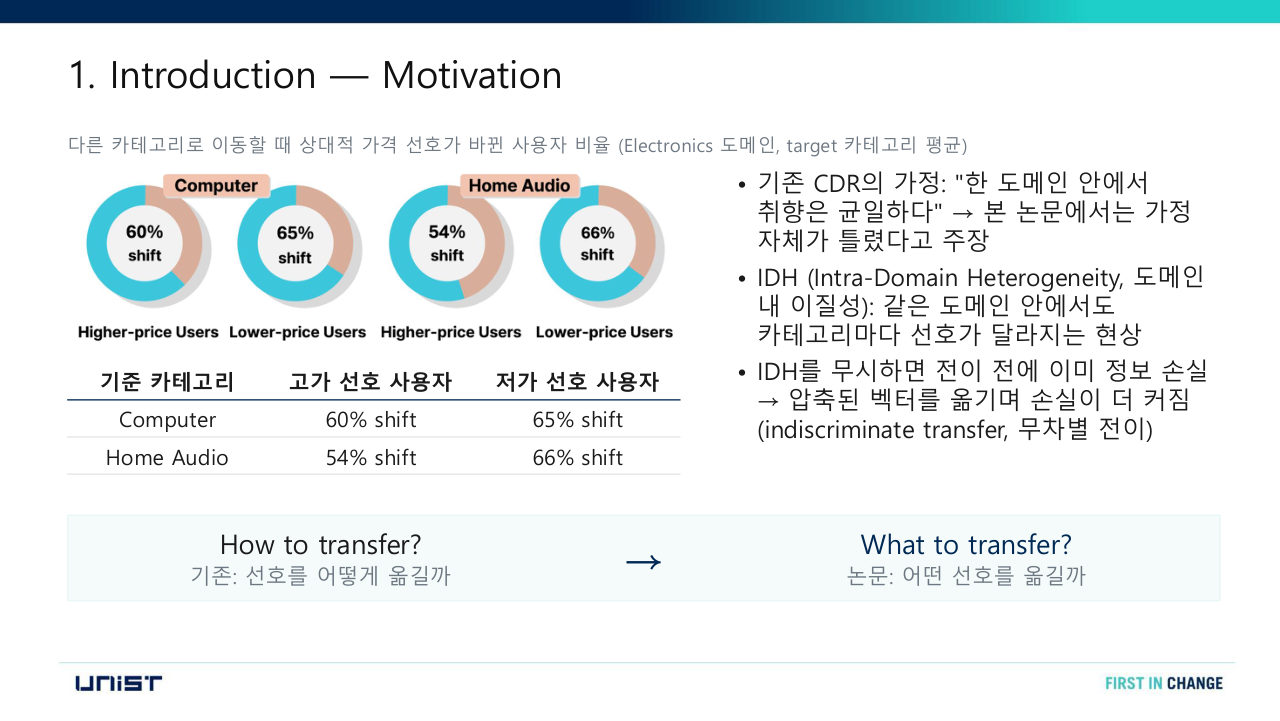 1. Introduction — Motivation
다른 카테고리로 이동할 때 상대적 가격 선호가 바뀐 사용자 비율 (Electronics 도메인, target 카테고리 평균)
Computer
Home Audio
60%
shift
65%
shift
54%
shift
66%
shift
Higher-price Users
Lower-price Users
Higher-price Users
Lower-price Users
기준 카테고리 고가 선호 사용자 저가 선호 사용자
Computer 60% shift 65% shift
Home Audio 54% shift 66% shift
• 기존 CDR의 가정: "한 도메인 안에서
취향은 균일하다" → 본 논문에서는 가정
자체가 틀렸다고 주장
• IDH (Intra-Domain Heterogeneity, 도메인
내 이질성): 같은 도메인 안에서도
카테고리마다 선호가 달라지는 현상
• IDH를 무시하면 전이 전에 이미 정보 손실
→ 압축된 벡터를 옮기며 손실이 더 커짐
(indiscriminate transfer, 무차별 전이)
How to transfer?
기존: 선호를 어떻게 옮길까
→
What to transfer?
논문: 어떤 선호를 옮길까
UNIST
FIRST IN CHANGE